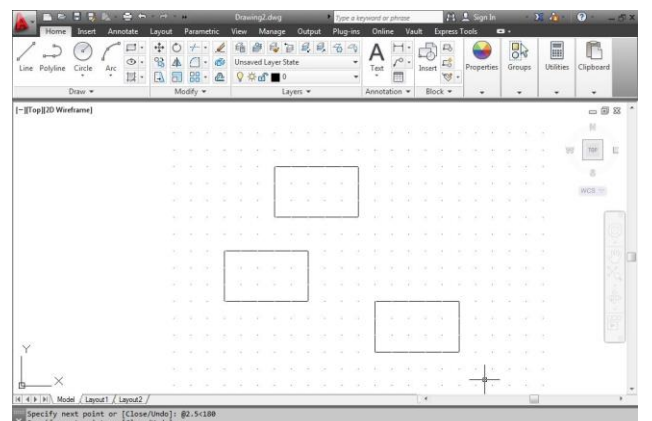 Drawing2.dwg
Type a keyword or phrase
Sign In
Home Insert Annotate Layout Parametric View Manage Output Plug-ins Online Vault Express Tools
Line Polyline Circle Arc
Unsaved Layer State
0
Text Insert Properties Groups Utilities Clipboard
Draw Modify Layers Annotation Block
[−][Top][2D Wireframe]
N
W TOP E
S
WCS
Y
X
Model Layout1 Layout2
Specify next point or [Close/Undo]: @2.5<180